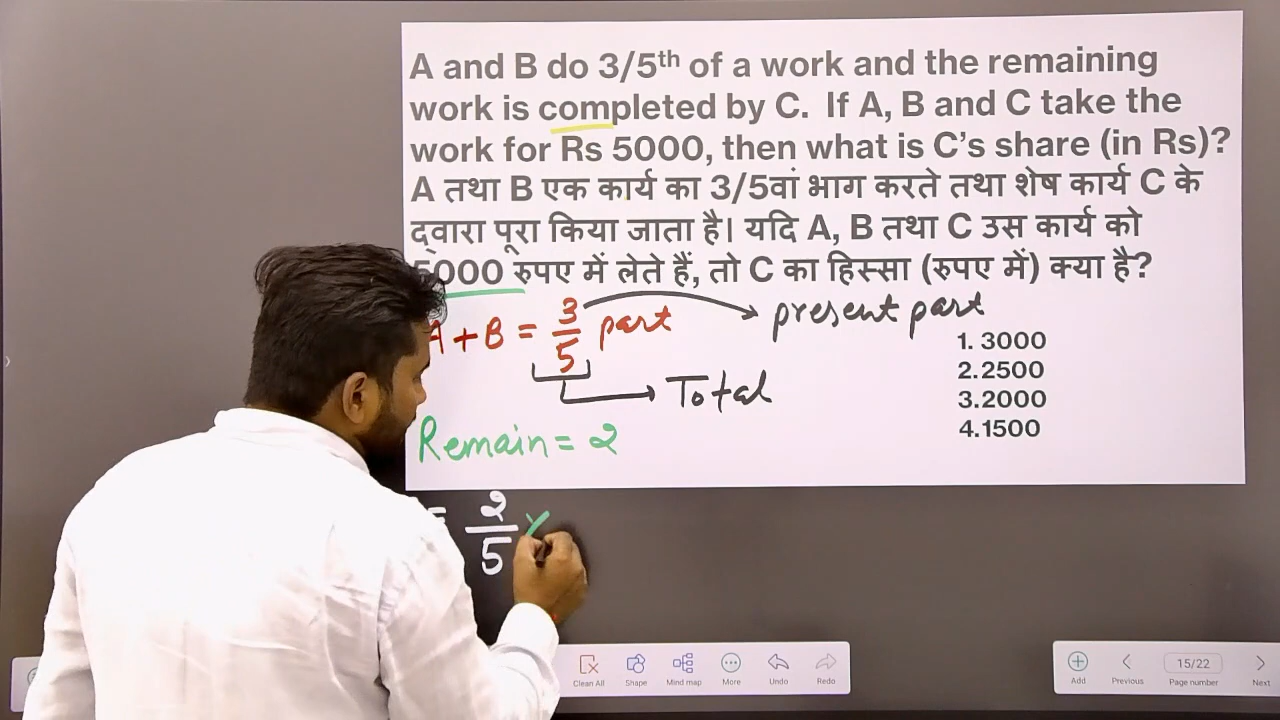 A and B do 3/5th of a work and the remaining
work is completed by C. If A, B and C take the
work for Rs 5000, then what is C's share (in Rs)?
A तथा B एक कार्य का 3/5वां भाग करते तथा शेष कार्य C के
द्वारा पूरा किया जाता है। यदि A, B तथा C उस कार्य को
5000 रुपए में लेते हैं, तो C का हिस्सा (रुपए में) क्या है?
A+B = 3/5 part
present part
Total
1. 3000
2.2500
3.2000
4.1500
Remain = 2
= 2/5 ×
Clean All Shape Mind map More Undo Redo
Add Previous 15/22 Page number Next